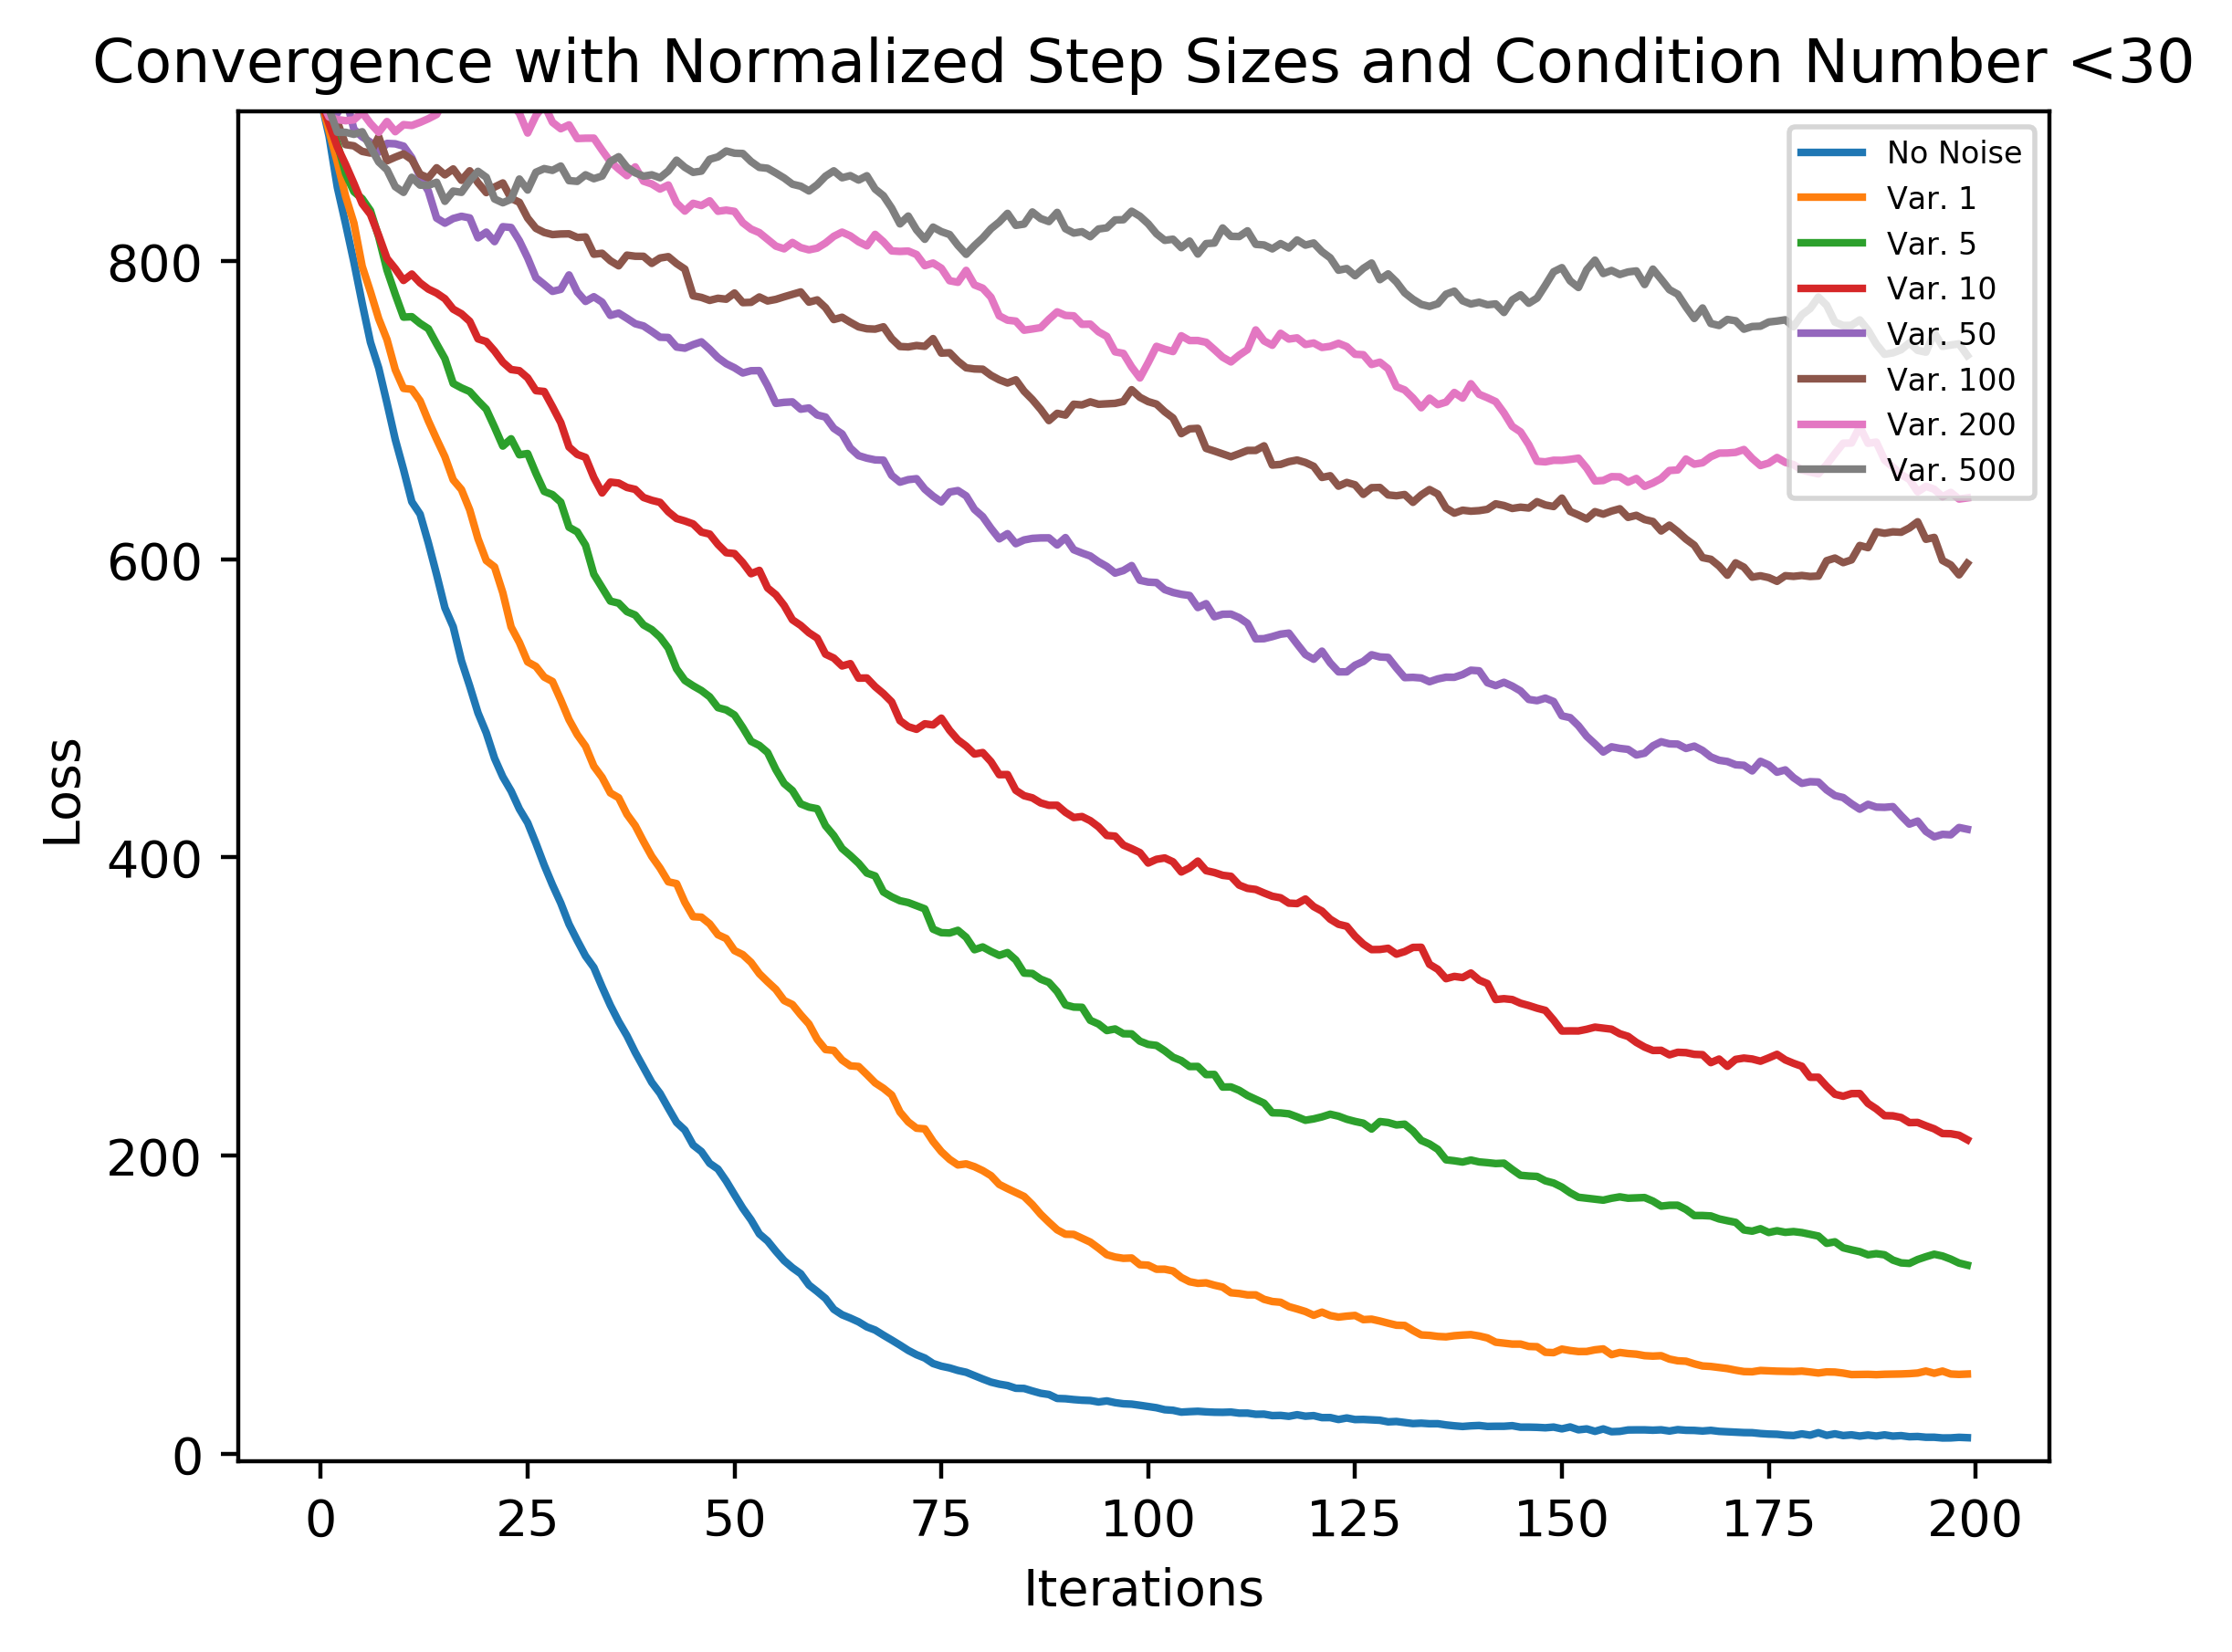 Convergence with Normalized Step Sizes and Condition Number <30
No Noise
Var. 1
Var. 5
Var. 10
Var. 50
Var. 100
Var. 200
Var. 500
800
600
400
200
0
Loss
0 25 50 75 100 125 150 175 200
Iterations